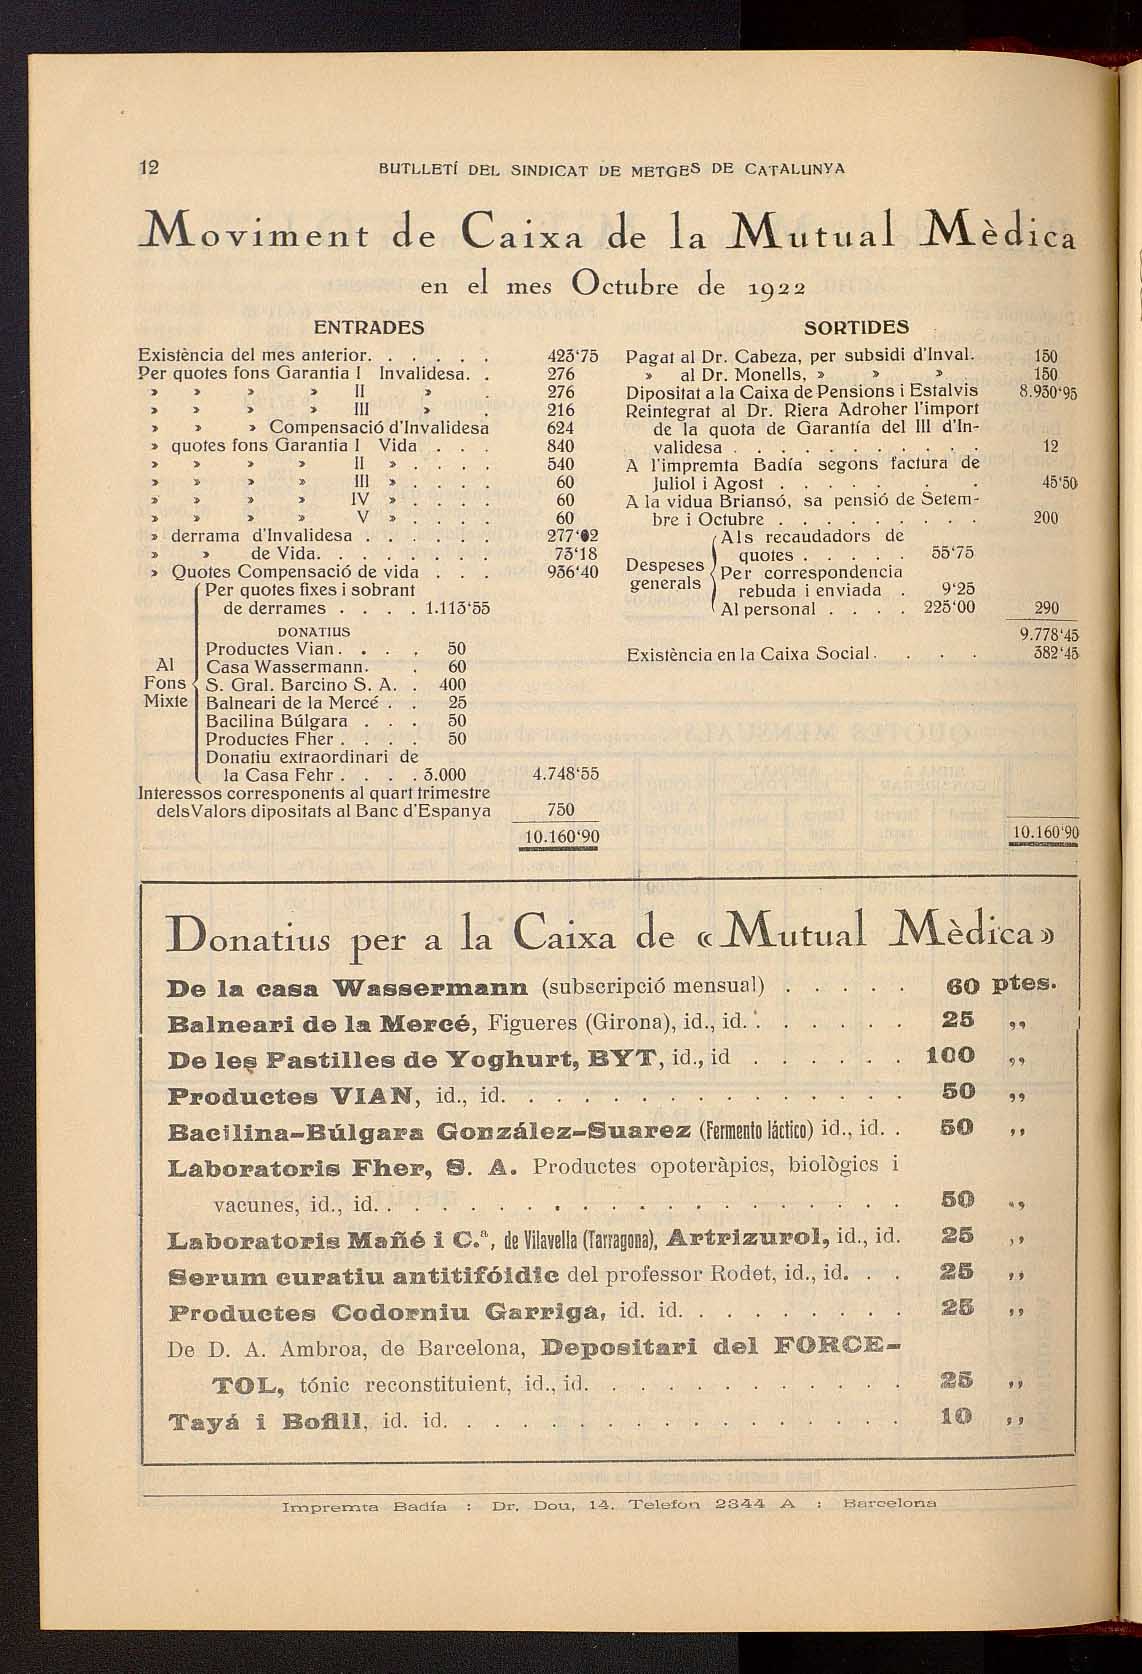 12 BUTLLETÍ DEL SINDICAT DE METGES DE CATALUNYA
Moviment de Caixa de la Mutual Mèdica
en el mes Octubre de 1922
ENTRADES
Existència del mes anterior. . . . . . 423‘75
Per quotes fons Garantia I Invalidesa. . 276
» » » » II » 276
» » » » III » 216
» » » Compensació d'Invalidesa 624
» quotes fons Garantia I Vida . . . 840
» » » » II » . . . . 540
» » » » III » . . . . 60
» » » » IV » . . . . 60
» » » » V » . . . . 60
» derrama d'Invalidesa . . . . . 277‘02
» » de Vida. . . . . . 73‘18
» Quotes Compensació de vida . . . 936‘40
Per quotes fixes i sobrant
de derrames . . . . 1.113‘55
DONATIUS
Productes Vian. . . . 50
Al Casa Wassermann. . 60
Fons S. Gral. Barcino S. A. . 400
Mixte Balneari de la Mercé . . 25
Bacilina Búlgara . . . 50
Productes Fher . . . . 50
Donatiu extraordinari de
la Casa Fehr . . . . 3.000 4.748‘55
Interessos corresponents al quart trimestre
dels Valors dipositats al Banc d'Espanya 750
10.160‘90
SORTIDES
Pagat al Dr. Cabeza, per subsidi d'Inval. 150
» al Dr. Monells, » » » 150
Dipositat a la Caixa de Pensions i Estalvis 8.930‘95
Reintegrat al Dr. Riera Adroher l'import
de la quota de Garantía del III d'In-
validesa . . . . . . . . . . . 12
A l'impremta Badía segons factura de
Juliol i Agost . . . . . . . 45‘50
A la vidua Briansó, sa pensió de Setem-
bre i Octubre . . . . . . . . . 200
Als recaudadors de
quotes . . . . . 55‘75
Despeses Per correspondencia
generals rebuda i enviada . 9‘25
Al personal . . . . 225‘00 290
9.778‘45
Existència en la Caixa Social . . . . 382‘45
10.160‘90
Donatius per a la Caixa de «Mutual Mèdica»
De la casa Wassermann (subscripció mensual) . . . . . 60 ptes.
Balneari de la Mercé, Figueres (Girona), id., id. . . . . . . 25 ,,
De les Pastilles de Yoghurt, BYT, id., id . . . . . . 100 ,,
Productes VIAN, id., id. . . . . . . . . . . . . . . 50 ,,
Bacilina-Búlgara González-Suarez (Fermento láctico) id., id. . 50 ,,
Laboratoris Fher, S. A. Productes opoteràpics, biològics i
vacunes, id., id. . . . . . . . . . . . . . . . . . . 50 ,,
Laboratoris Mañé i C.ª, de Vilavella (Tarragona), Artrizurol, id., id. 25 ,,
Serum curatiu antitifóidic del professor Rodet, id., id. . . 25 ,,
Productes Codorniu Garriga, id. id. . . . . . . . . 25 ,,
De D. A. Ambroa, de Barcelona, Depositari del FORCE-
TOL, tónic reconstituient, id., id. . . . . . . . . . . . 25 ,,
Tayá i Bofill, id. id. . . . . . . . . . . . . . . . . 10 ,,
Impremta Badía : Dr. Dou, 14. Telefon 2344 A : Barcelona